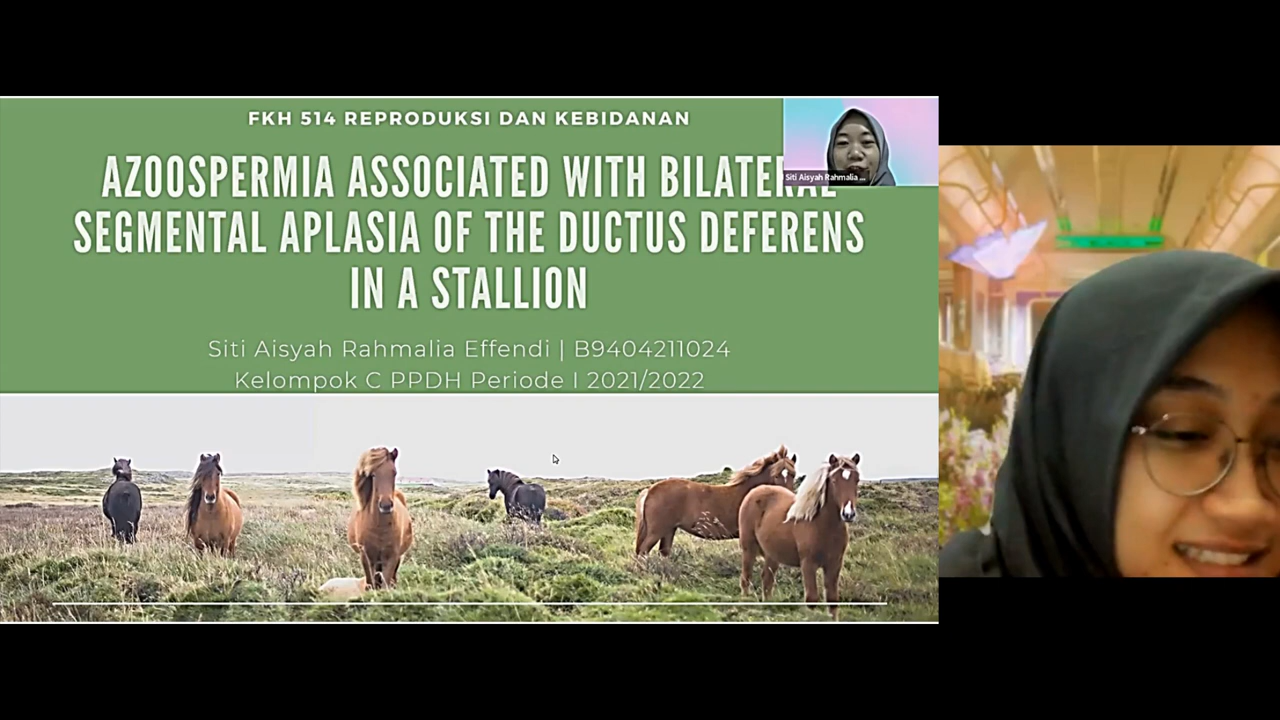 FKH 514 REPRODUKSI DAN KEBIDANAN
AZOOSPERMIA ASSOCIATED WITH BILATERAL
SEGMENTAL APLASIA OF THE DUCTUS DEFERENS
IN A STALLION
Siti Aisyah Rahmalia Effendi | B9404211024
Kelompok C PPDH Periode I 2021/2022
Siti Aisyah Rahmalia ...